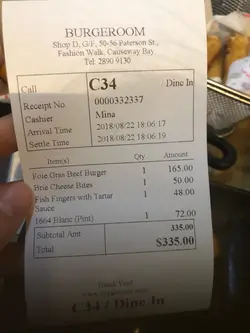 BURGEROOM
Shop D, G/F, 50-56 Paterson St.,
Fashion Walk, Causeway Bay
Tel: 2890 9130
Call C34 Dine In
Receipt No. 0000332337
Cashier Mina
Arrival Time 2018/08/22 18:06:17
Settle Time 2018/08/22 18:06:19
Item(s) Qty Amount
Foie Gras Beef Burger 1 165.00
Brie Cheese Bites 1 50.00
Fish Fingers with Tartar 1 48.00
Sauce
1664 Blanc (Pint) 1 72.00
Subtotal Amt 335.00
Total $335.00
Thank You!
C34 / Dine In